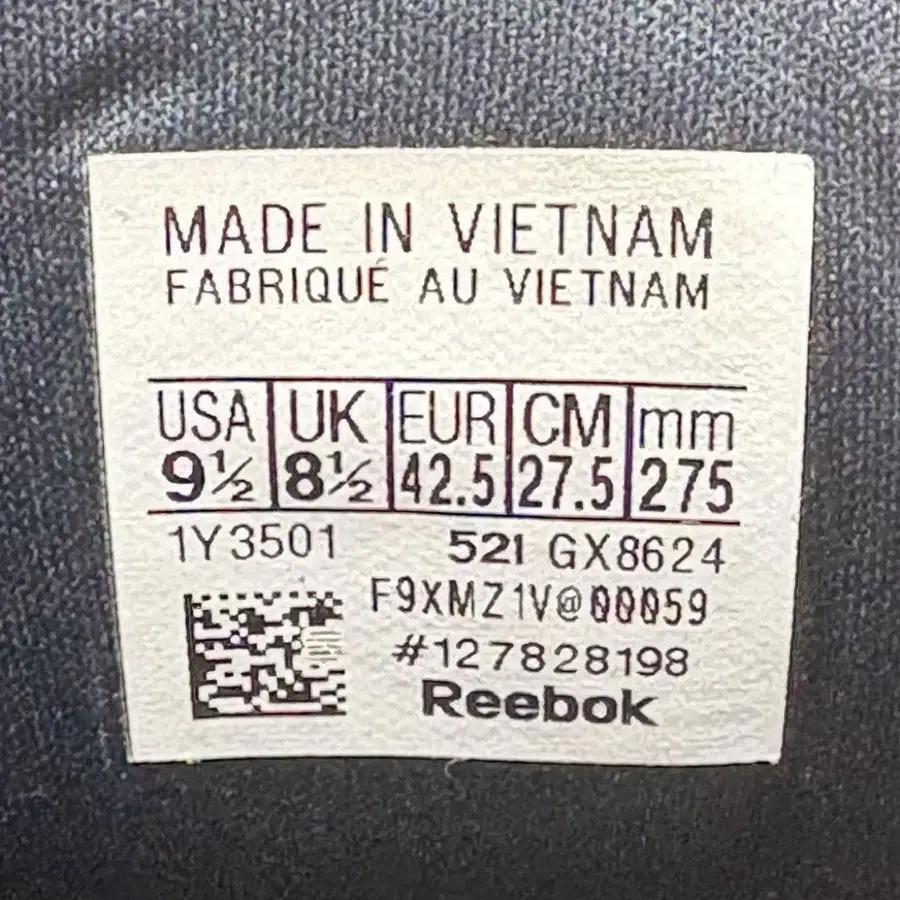 MADE IN VIETNAM
FABRIQUÉ AU VIETNAM
USA UK EUR CM mm
9½ 8½ 42.5 27.5 275
1Y3501 521 GX8624
F9XMZ1V@00059
#127828198
Reebok